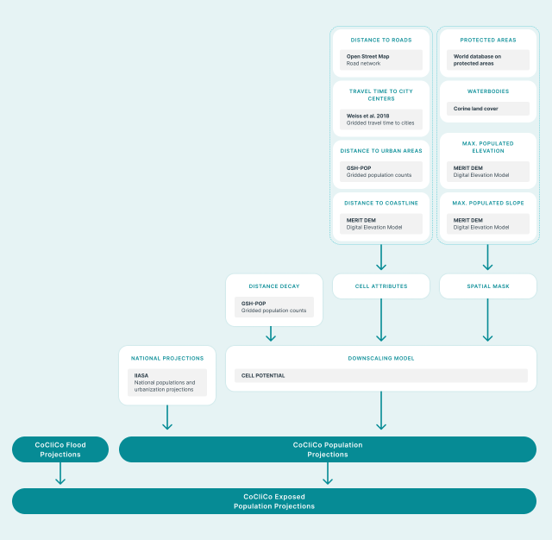 DISTANCE TO ROADS
Open Street Map
Road network
TRAVEL TIME TO CITY
CENTERS
Weiss et al. 2018
Gridded travel time to cities
DISTANCE TO URBAN AREAS
GSH-POP
Gridded population counts
DISTANCE TO COASTLINE
MERIT DEM
Digital Elevation Model
PROTECTED AREAS
World database on
protected areas
WATERBODIES
Corine land cover
MAX. POPULATED
ELEVATION
MERIT DEM
Digital Elevation Model
MAX. POPULATED SLOPE
MERIT DEM
Digital Elevation Model
DISTANCE DECAY
GSH-POP
Gridded population counts
CELL ATTRIBUTES
SPATIAL MASK
NATIONAL PROJECTIONS
IIASA
National populations and
urbanization projections
DOWNSCALING MODEL
CELL POTENTIAL
CoCliCo Flood
Projections
CoCliCo Population
Projections
CoCliCo Exposed
Population Projections